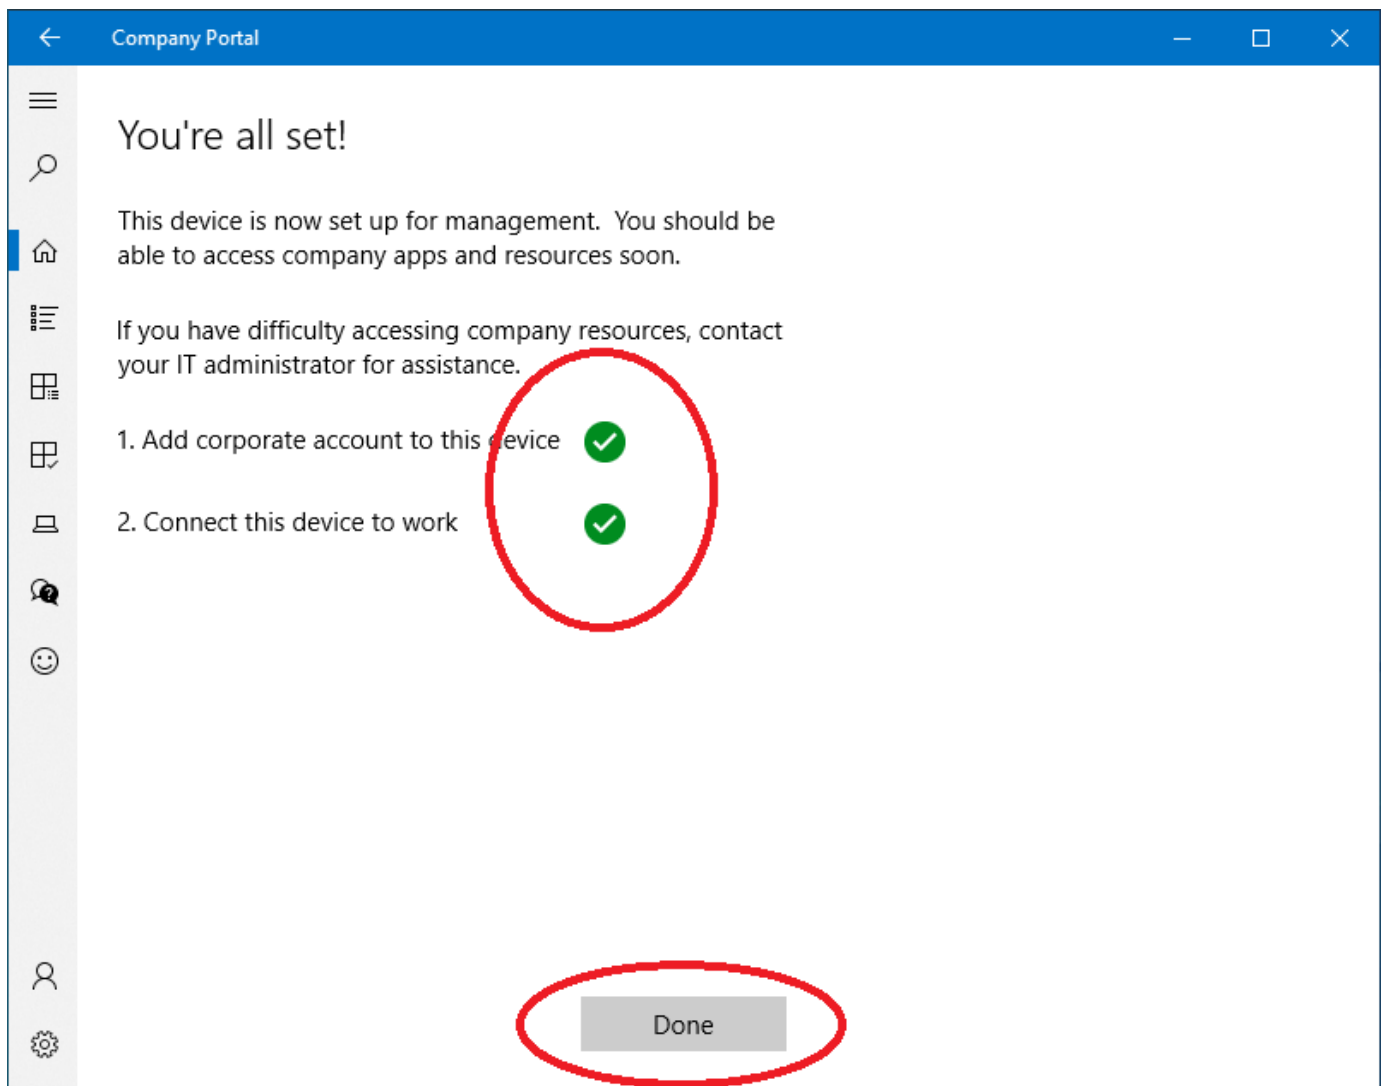 Company Portal
You're all set!
This device is now set up for management.  You should be
able to access company apps and resources soon.
If you have difficulty accessing company resources, contact
your IT administrator for assistance.
1. Add corporate account to this device
2. Connect this device to work
Done